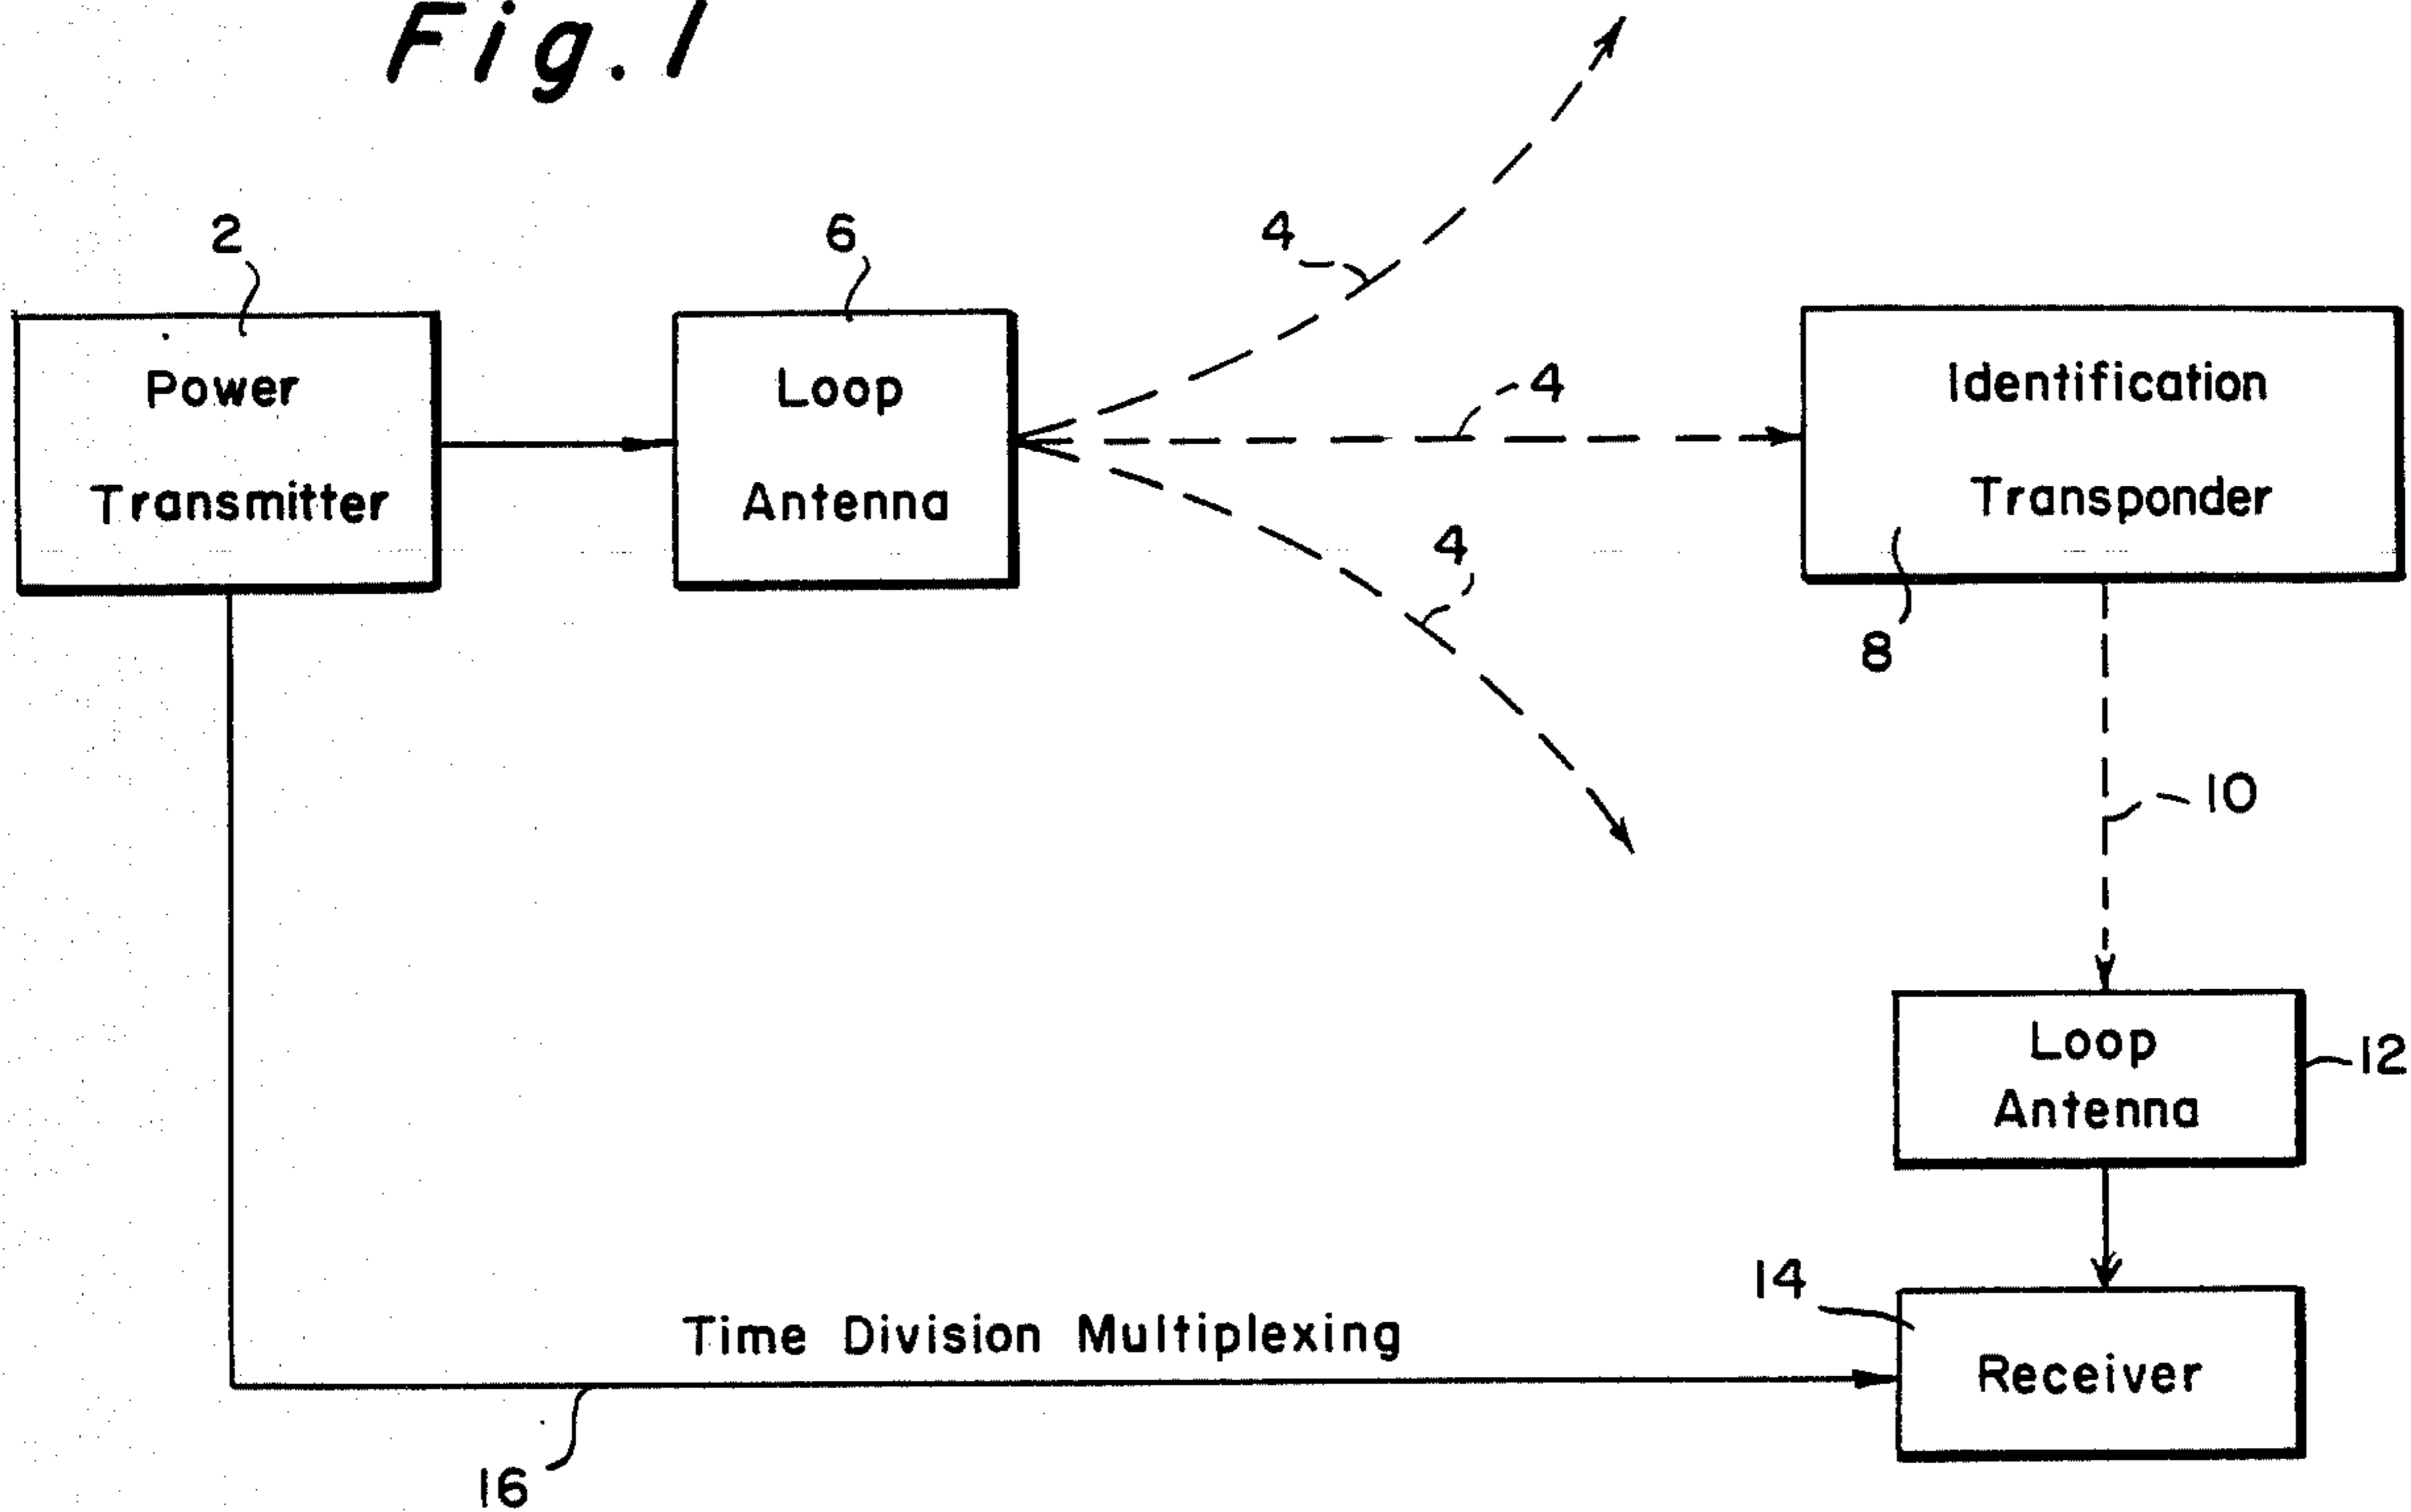 Fig. 1
2
6
4
Power
Transmitter
Loop
Antenna
4
4
Identification
Transponder
8
10
Loop
Antenna
12
14
Time Division Multiplexing
Receiver
16